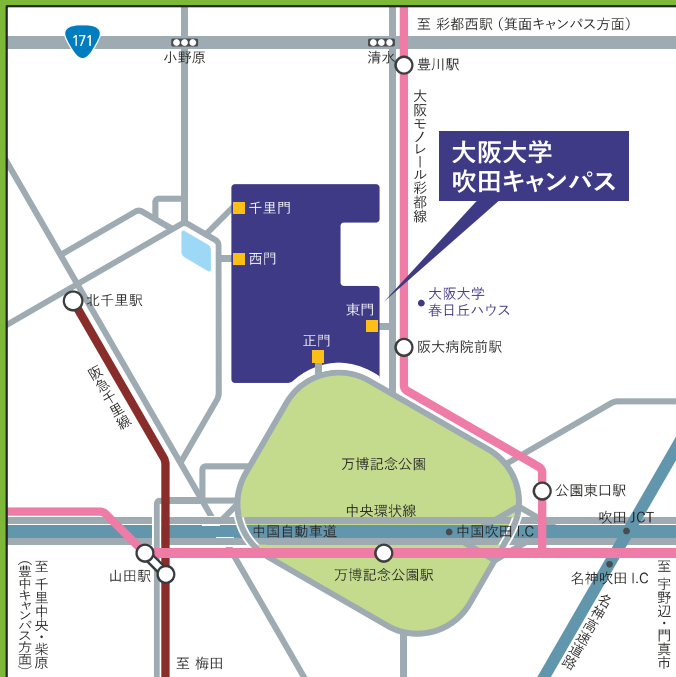 至 彩都西駅（箕面キャンパス方面）
171
小野原
清水
豊川駅
大阪モノレール彩都線
大阪大学
吹田キャンパス
千里門
西門
東門
正門
大阪大学
春日丘ハウス
北千里駅
阪大病院前駅
阪急千里線
万博記念公園
公園東口駅
中央環状線
吹田 JCT
中国自動車道
中国吹田 I.C
山田駅
万博記念公園駅
名神吹田 I.C
至 千里中央・柴原
（豊中キャンパス方面）
名神高速道路
至 宇野辺・門真市
至 梅田